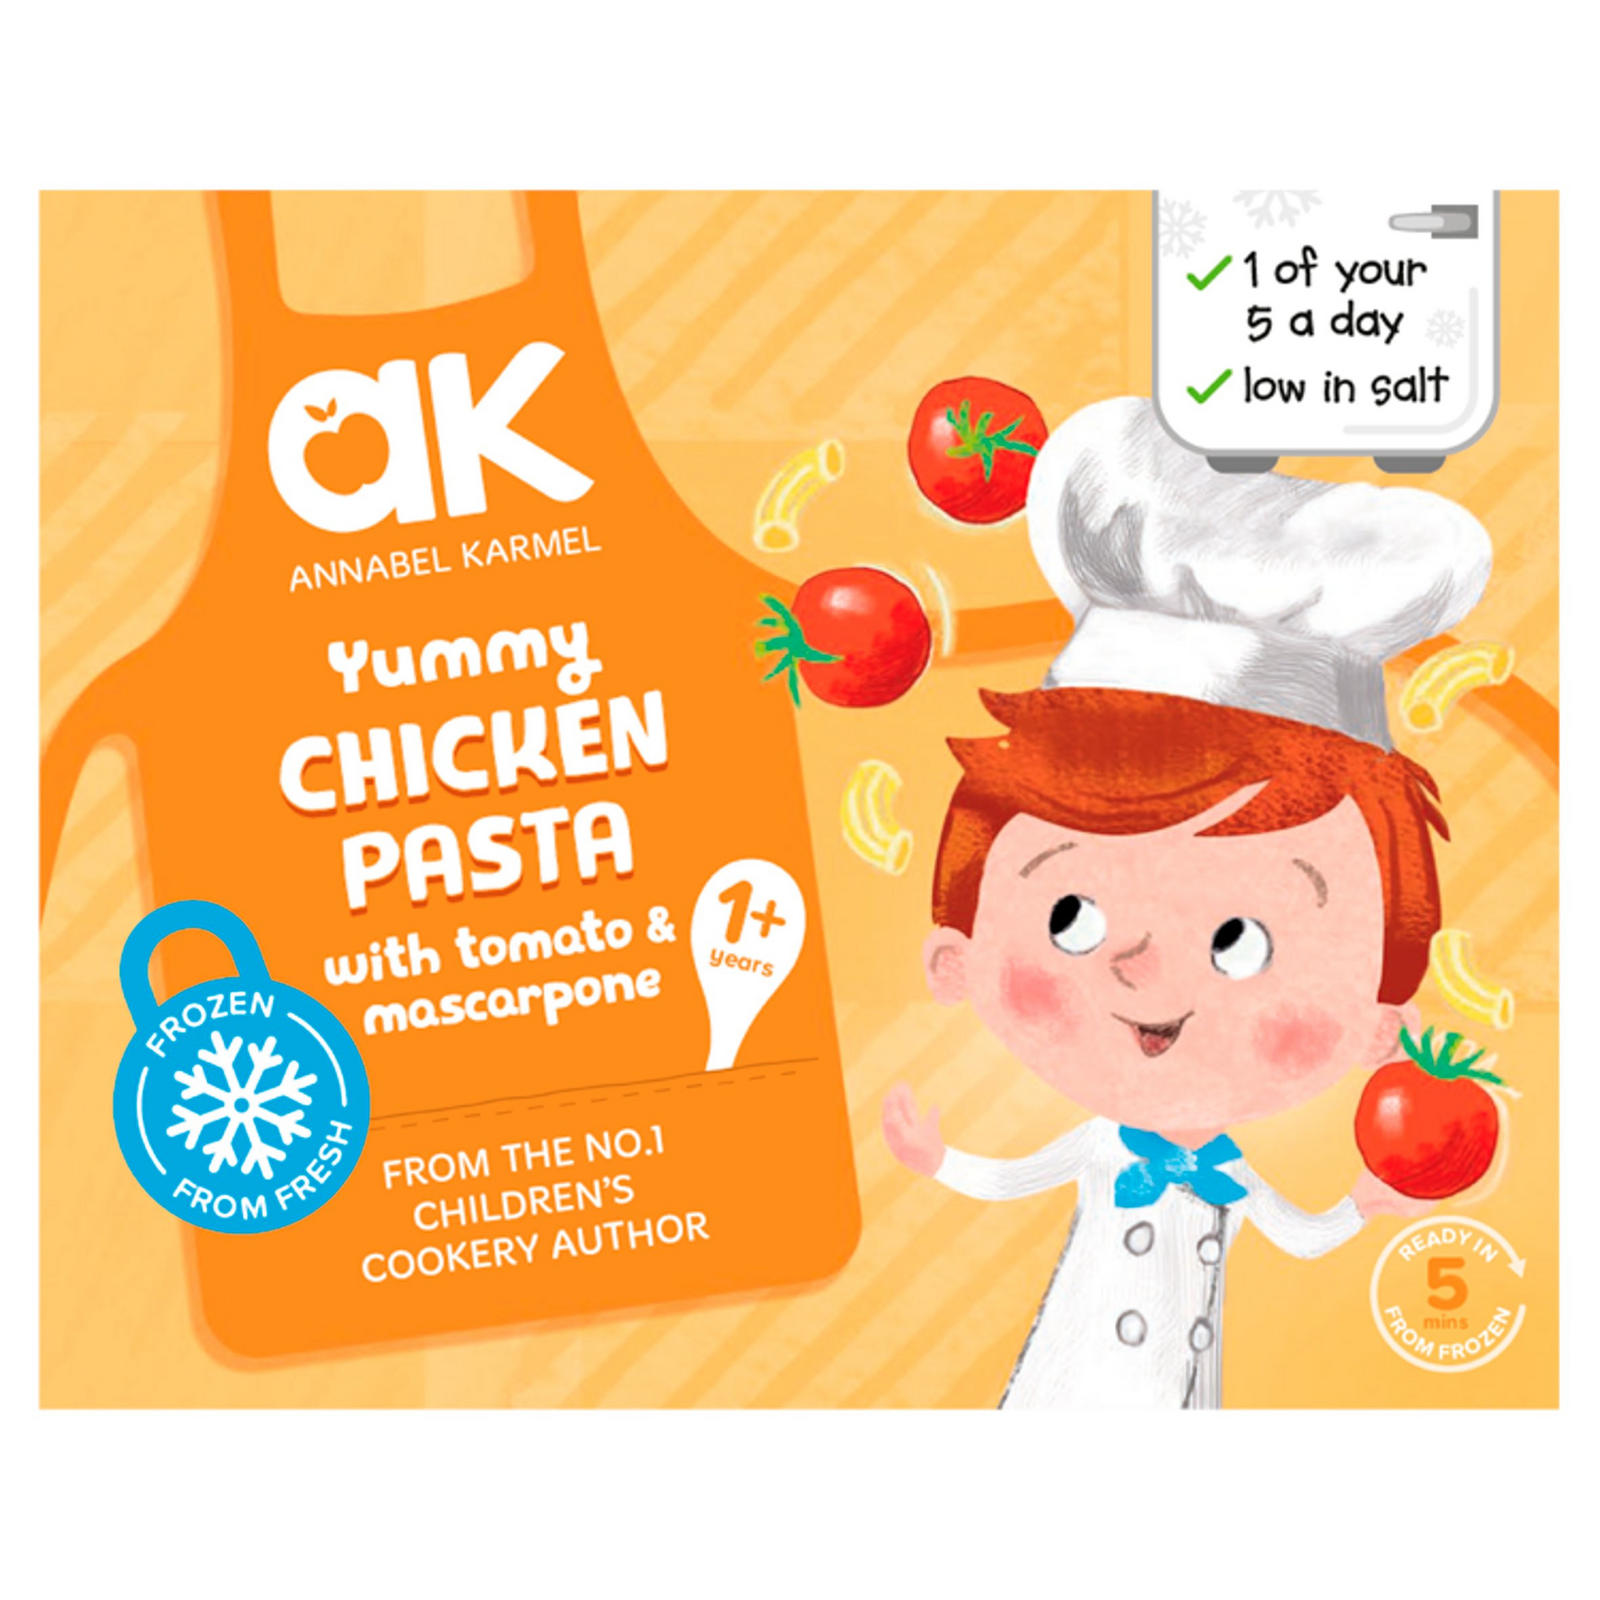 ak
ANNABEL KARMEL
Yummy
CHICKEN
PASTA
with tomato &
mascarpone
1+
years
FROZEN
FROM FRESH
FROM THE NO.1
CHILDREN'S
COOKERY AUTHOR
1 of your
5 a day
low in salt
READY IN
5
mins
FROM FROZEN